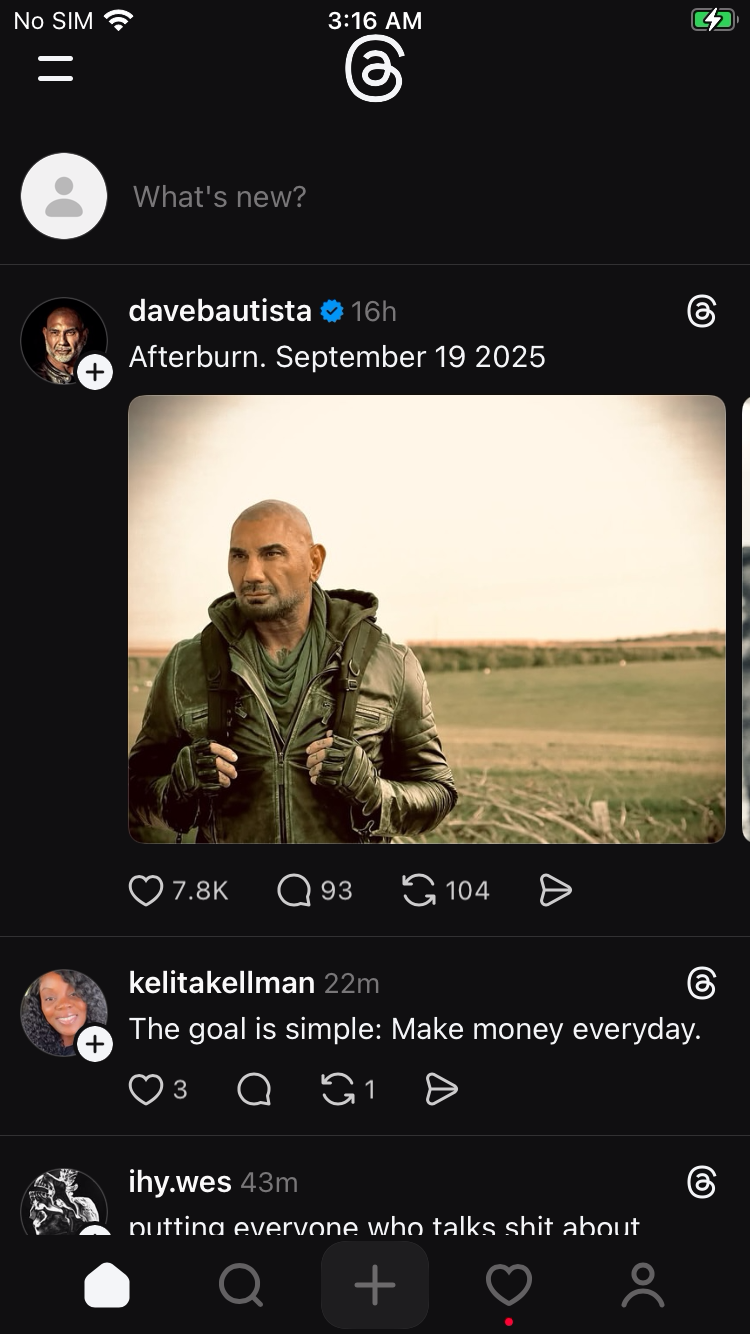 No SIM 3:16 AM
What's new?
davebautista 16h
Afterburn. September 19 2025
7.8K 93 104
kelitakellman 22m
The goal is simple: Make money everyday.
3 1
ihy.wes 43m
putting everyone who talks shit about